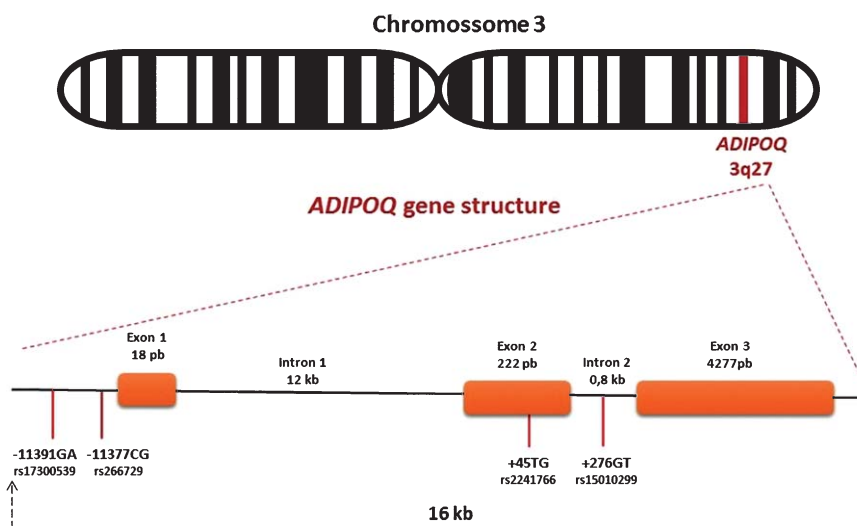 Chromossome 3
ADIPOQ
3q27
ADIPOQ gene structure
Exon 1
18 pb
Intron 1
12 kb
Exon 2
222 pb
Intron 2
0,8 kb
Exon 3
4277pb
-11391GA
rs17300539
-11377CG
rs266729
+45TG
rs2241766
+276GT
rs15010299
16 kb